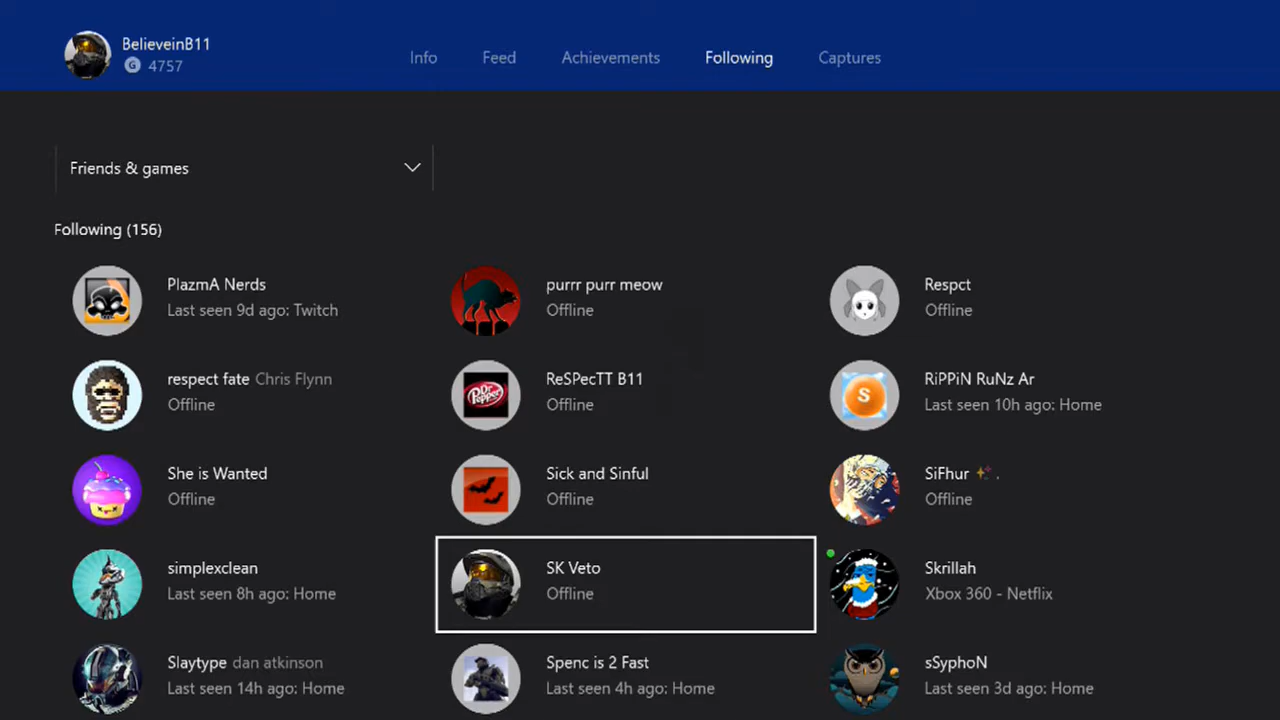 BelieveinB11
G 4757
Info
Feed
Achievements
Following
Captures
Friends & games
Following (156)
PlazmA Nerds
Last seen 9d ago: Twitch
purrr purr meow
Offline
Respct
Offline
respect fate Chris Flynn
Offline
Dr Pepper
ReSPecTT B11
Offline
S
RiPPiN RuNz Ar
Last seen 10h ago: Home
She is Wanted
Offline
Sick and Sinful
Offline
SiFhur ✨.
Offline
simplexclean
Last seen 8h ago: Home
SK Veto
Offline
Skrillah
Xbox 360 - Netflix
Slaytype dan atkinson
Last seen 14h ago: Home
Spenc is 2 Fast
Last seen 4h ago: Home
sSyphoN
Last seen 3d ago: Home